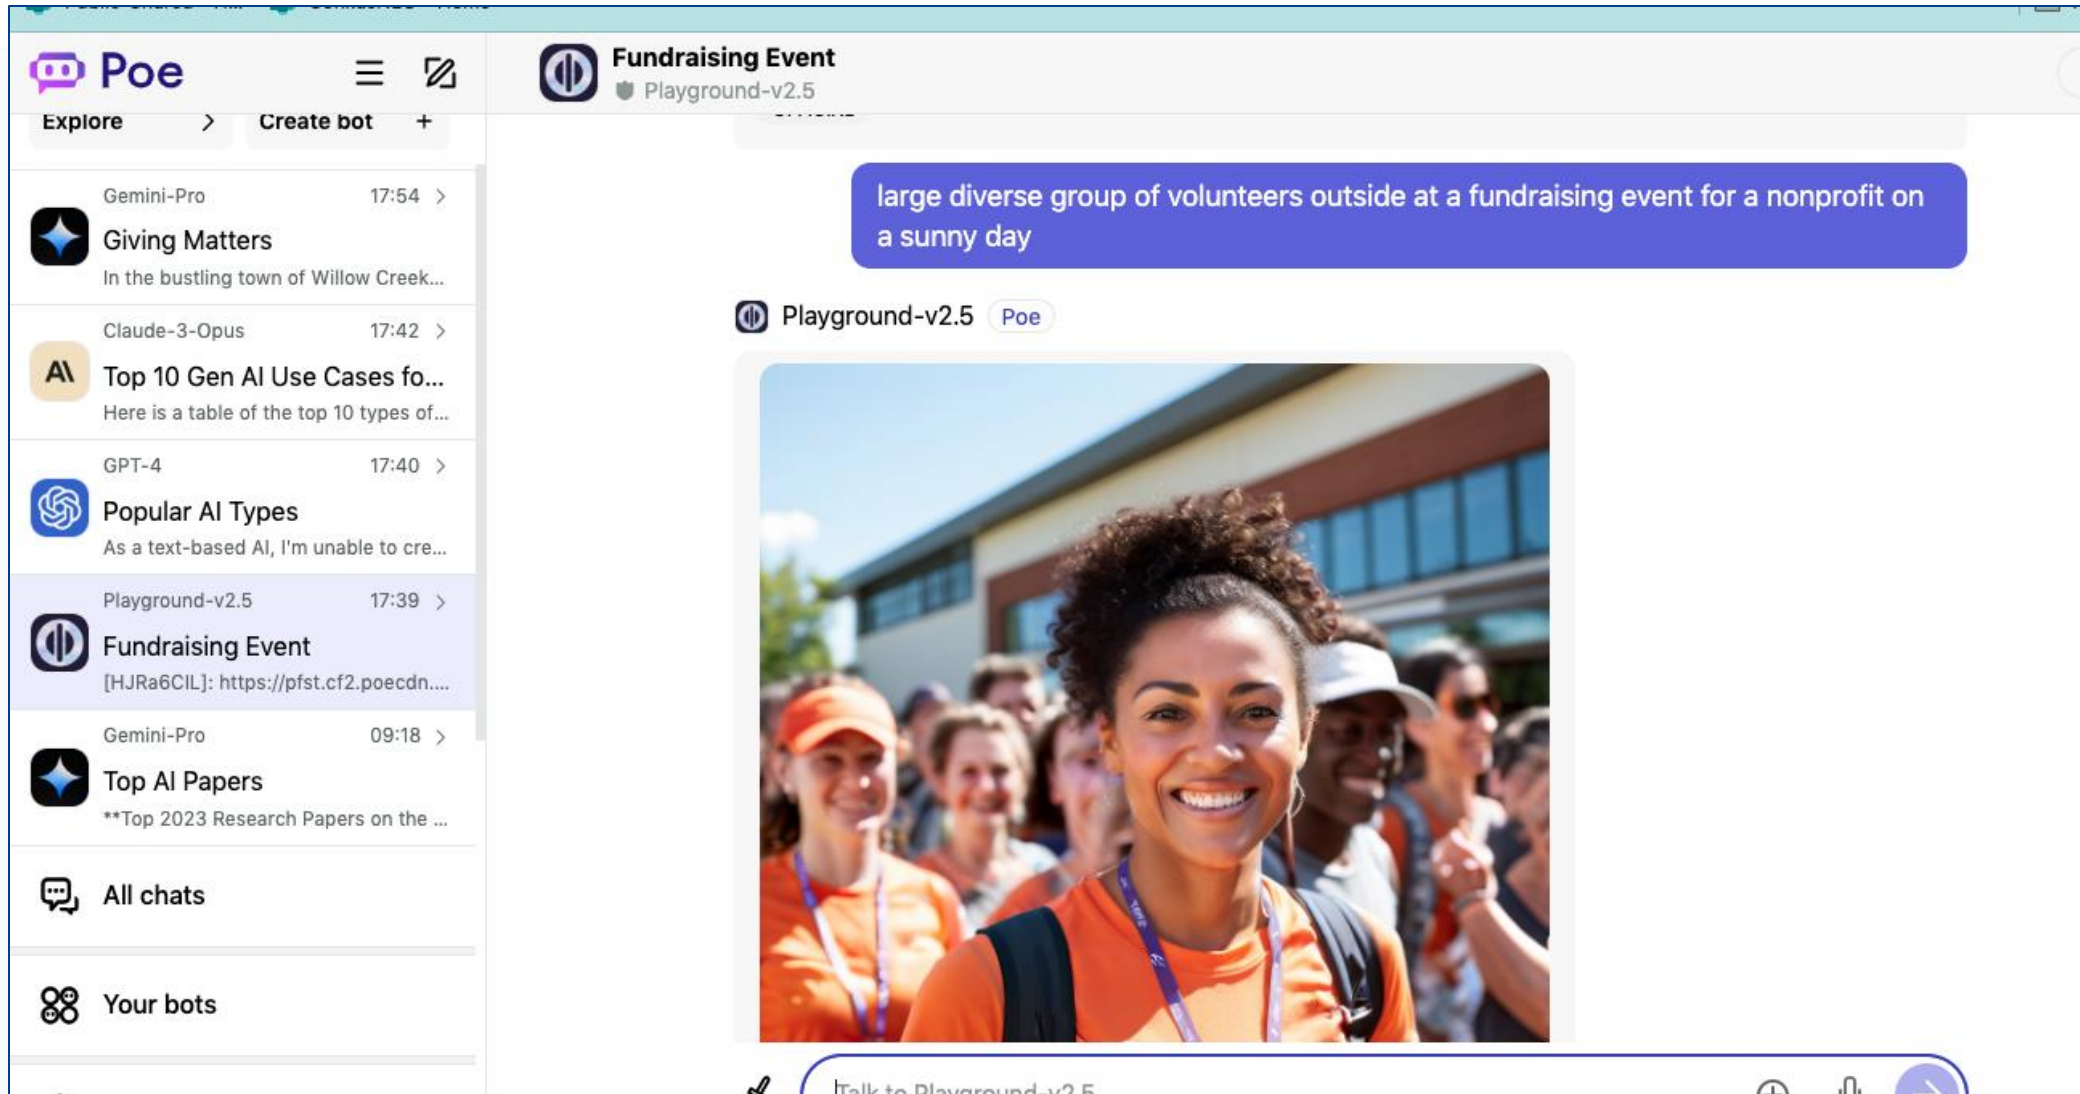 Poe
Explore
Create bot +
Gemini-Pro 17:54
Giving Matters
In the bustling town of Willow Creek...
Claude-3-Opus 17:42
Top 10 Gen AI Use Cases fo...
Here is a table of the top 10 types of...
GPT-4 17:40
Popular AI Types
As a text-based AI, I'm unable to cre...
Playground-v2.5 17:39
Fundraising Event
[HJRa6CIL]: https://pfst.cf2.poecdn....
Gemini-Pro 09:18
Top AI Papers
**Top 2023 Research Papers on the ...
All chats
Your bots
Fundraising Event
Playground-v2.5
large diverse group of volunteers outside at a fundraising event for a nonprofit on
a sunny day
Playground-v2.5 Poe
Talk to Playground-v2.5